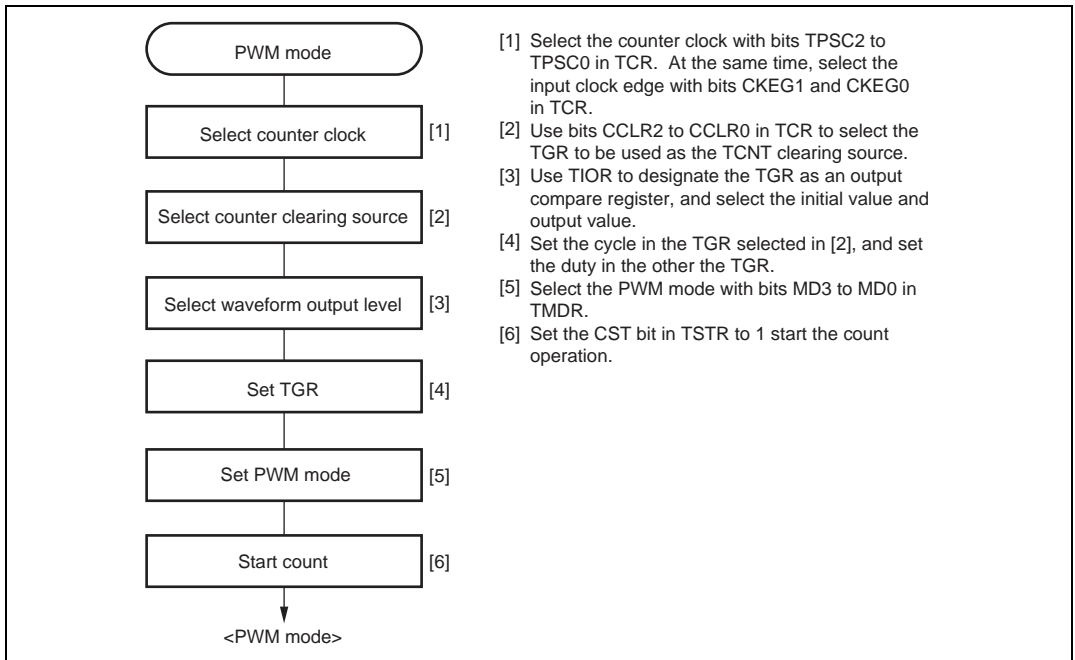 PWM mode
Select counter clock
[1]
Select counter clearing source
[2]
Select waveform output level
[3]
Set TGR
[4]
Set PWM mode
[5]
Start count
[6]
<PWM mode>
[1] Select the counter clock with bits TPSC2 to
TPSC0 in TCR. At the same time, select the
input clock edge with bits CKEG1 and CKEG0
in TCR.
[2] Use bits CCLR2 to CCLR0 in TCR to select the
TGR to be used as the TCNT clearing source.
[3] Use TIOR to designate the TGR as an output
compare register, and select the initial value and
output value.
[4] Set the cycle in the TGR selected in [2], and set
the duty in the other the TGR.
[5] Select the PWM mode with bits MD3 to MD0 in
TMDR.
[6] Set the CST bit in TSTR to 1 start the count
operation.